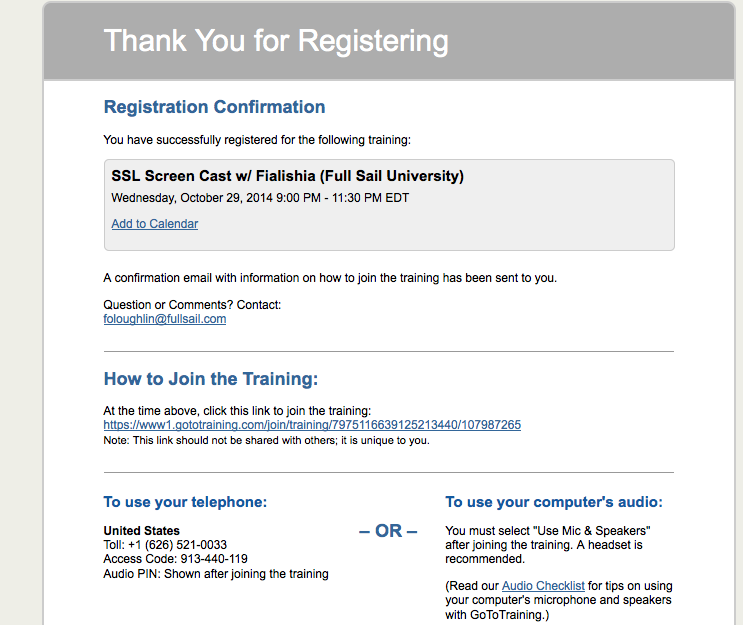 Thank You for Registering
Registration Confirmation
You have successfully registered for the following training:
SSL Screen Cast w/ Fialishia (Full Sail University)
Wednesday, October 29, 2014 9:00 PM - 11:30 PM EDT
Add to Calendar
A confirmation email with information on how to join the training has been sent to you.
Question or Comments? Contact:
foloughlin@fullsail.com
How to Join the Training:
At the time above, click this link to join the training:
https://www1.gototraining.com/join/training/7975116639125213440/107987265
Note: This link should not be shared with others; it is unique to you.
To use your telephone:
United States
Toll: +1 (626) 521-0033
Access Code: 913-440-119
Audio PIN: Shown after joining the training
– OR –
To use your computer's audio:
You must select "Use Mic & Speakers"
after joining the training. A headset is
recommended.
(Read our Audio Checklist for tips on using
your computer's microphone and speakers
with GoToTraining.)